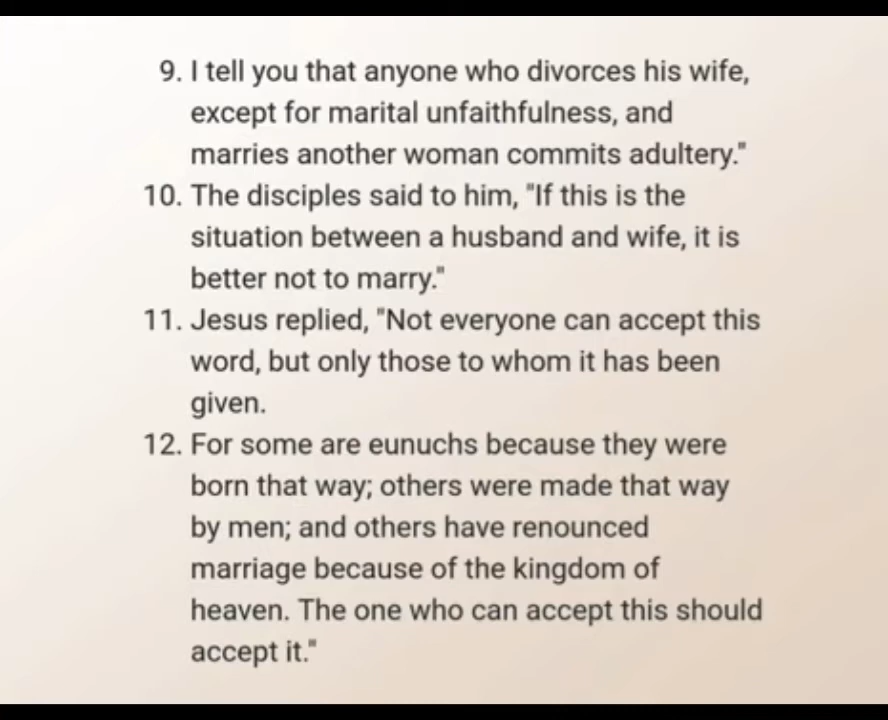 9. I tell you that anyone who divorces his wife,
except for marital unfaithfulness, and
marries another woman commits adultery."
10. The disciples said to him, "If this is the
situation between a husband and wife, it is
better not to marry."
11. Jesus replied, "Not everyone can accept this
word, but only those to whom it has been
given.
12. For some are eunuchs because they were
born that way; others were made that way
by men; and others have renounced
marriage because of the kingdom of
heaven. The one who can accept this should
accept it."